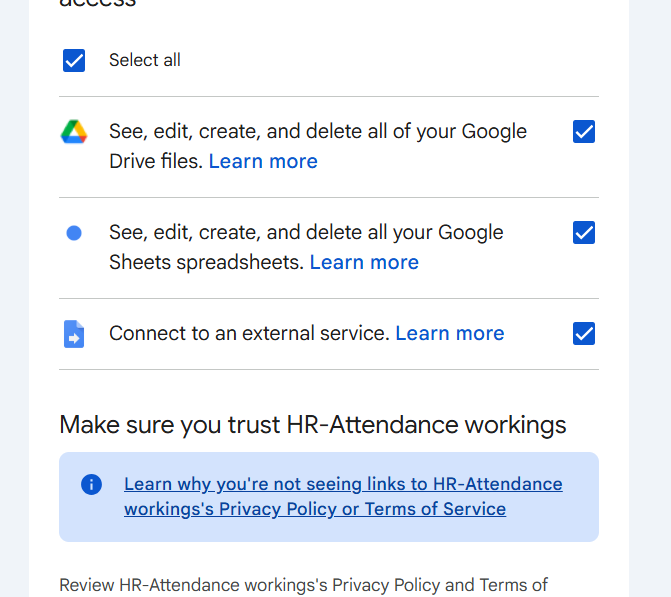 access
Select all
See, edit, create, and delete all of your Google
Drive files. Learn more
See, edit, create, and delete all your Google
Sheets spreadsheets. Learn more
Connect to an external service. Learn more
Make sure you trust HR-Attendance workings
Learn why you're not seeing links to HR-Attendance
workings's Privacy Policy or Terms of Service
Review HR-Attendance workings's Privacy Policy and Terms of